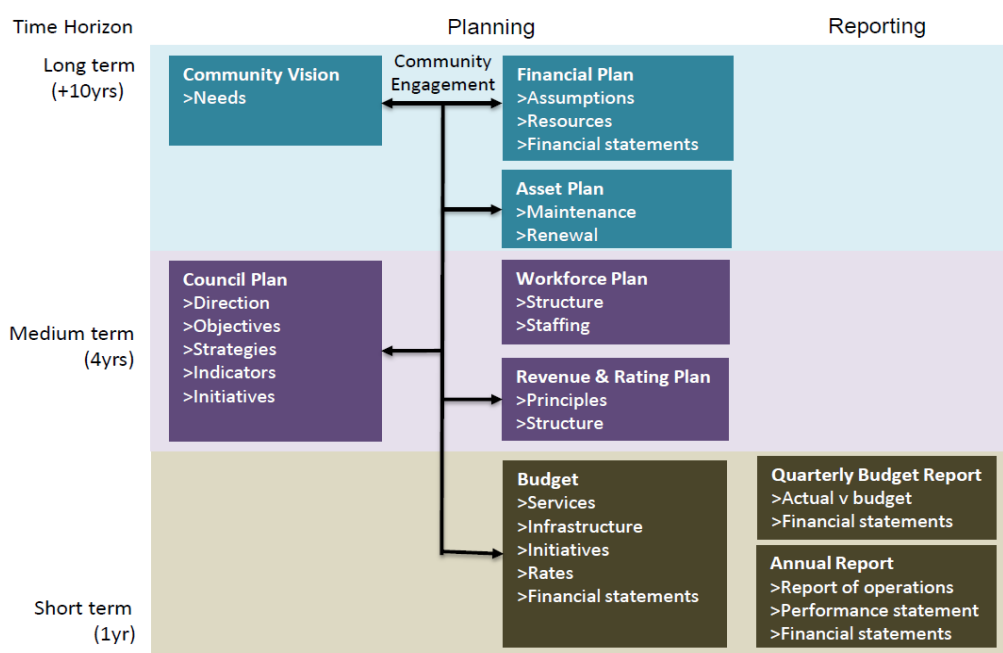 Time Horizon
Planning
Reporting
Long term
(+10yrs)
Community Vision
>Needs
Community
Engagement
Financial Plan
>Assumptions
>Resources
>Financial statements
Asset Plan
>Maintenance
>Renewal
Medium term
(4yrs)
Council Plan
>Direction
>Objectives
>Strategies
>Indicators
>Initiatives
Workforce Plan
>Structure
>Staffing
Revenue & Rating Plan
>Principles
>Structure
Short term
(1yr)
Budget
>Services
>Infrastructure
>Initiatives
>Rates
>Financial statements
Quarterly Budget Report
>Actual v budget
>Financial statements
Annual Report
>Report of operations
>Performance statement
>Financial statements